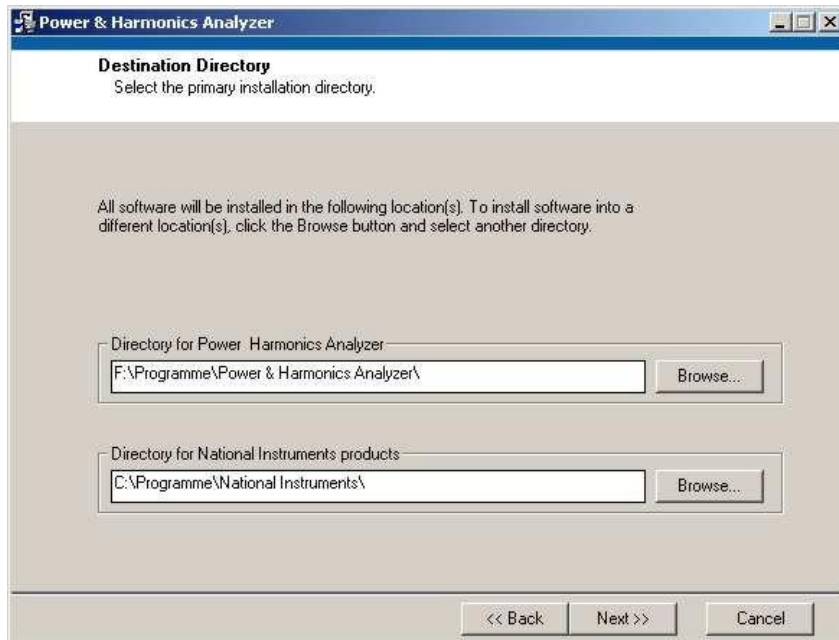 Power & Harmonics Analyzer
Destination Directory
Select the primary installation directory.
All software will be installed in the following location(s). To install software into a
different location(s), click the Browse button and select another directory.
Directory for Power  Harmonics Analyzer
F:\Programme\Power & Harmonics Analyzer\
Browse...
Directory for National Instruments products
C:\Programme\National Instruments\
Browse...
<< Back
Next >>
Cancel